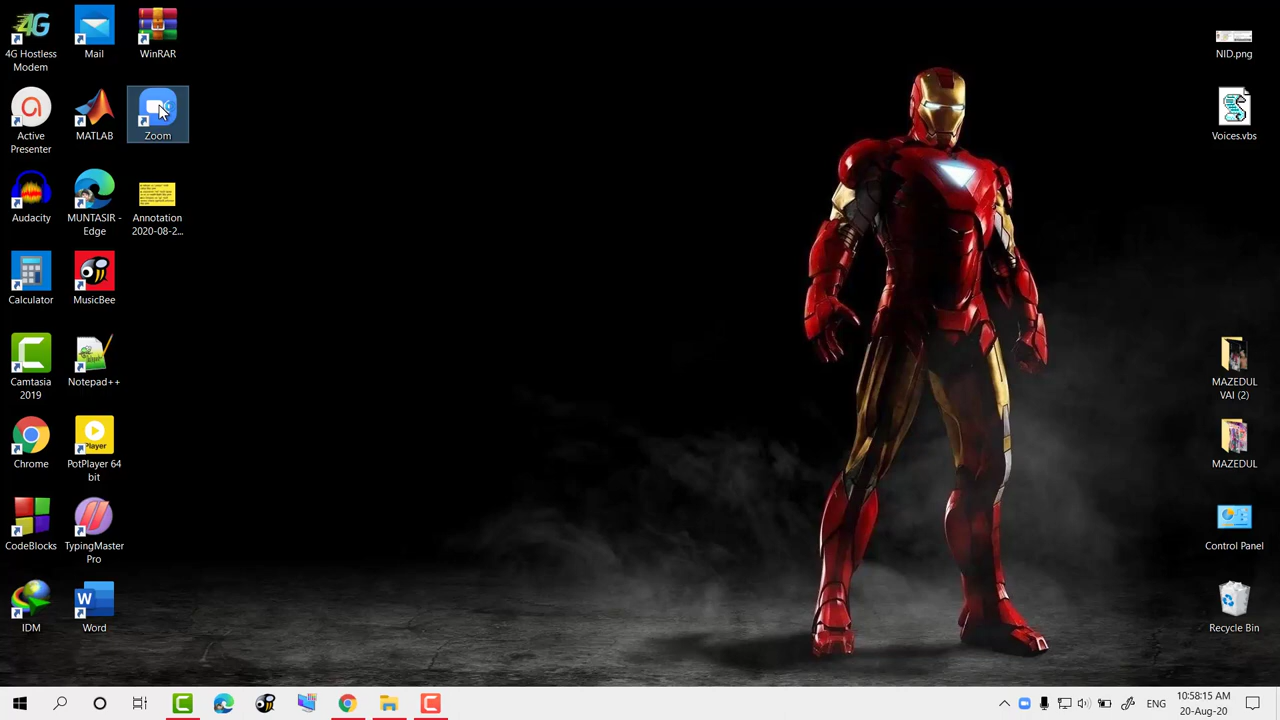 4G Hostless
Modem
Mail
WinRAR
NID.png
Active
Presenter
MATLAB
Zoom
Voices.vbs
Audacity
MUNTASIR -
Edge
Annotation
2020-08-2...
Calculator
MusicBee
Camtasia
2019
Notepad++
MAZEDUL
VAI (2)
Chrome
Player
PotPlayer 64
bit
MAZEDUL
CodeBlocks
TypingMaster
Pro
Control Panel
IDM
Word
Recycle Bin
ENG
10:58:15 AM
20-Aug-20